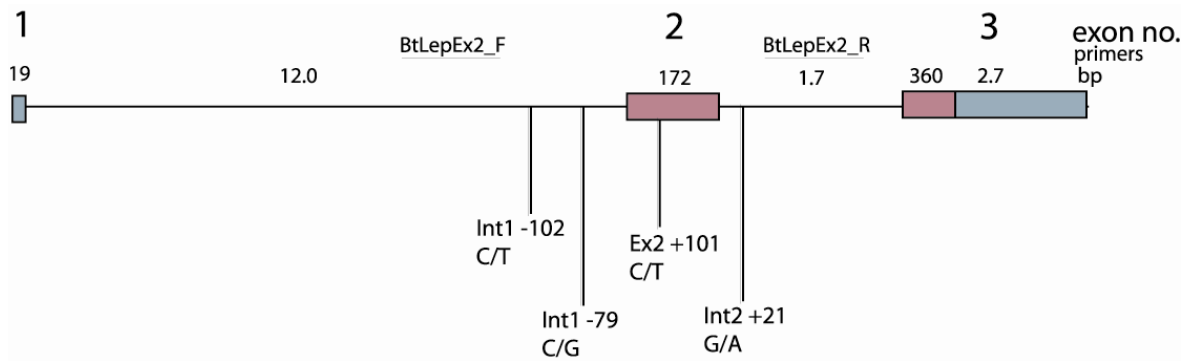 1 2 3 exon no.
BtLepEx2_F BtLepEx2_R primers
19 12.0 172 1.7 360 2.7 bp
Int1 -102
C/T
Ex2 +101
C/T
Int1 -79
C/G
Int2 +21
G/A